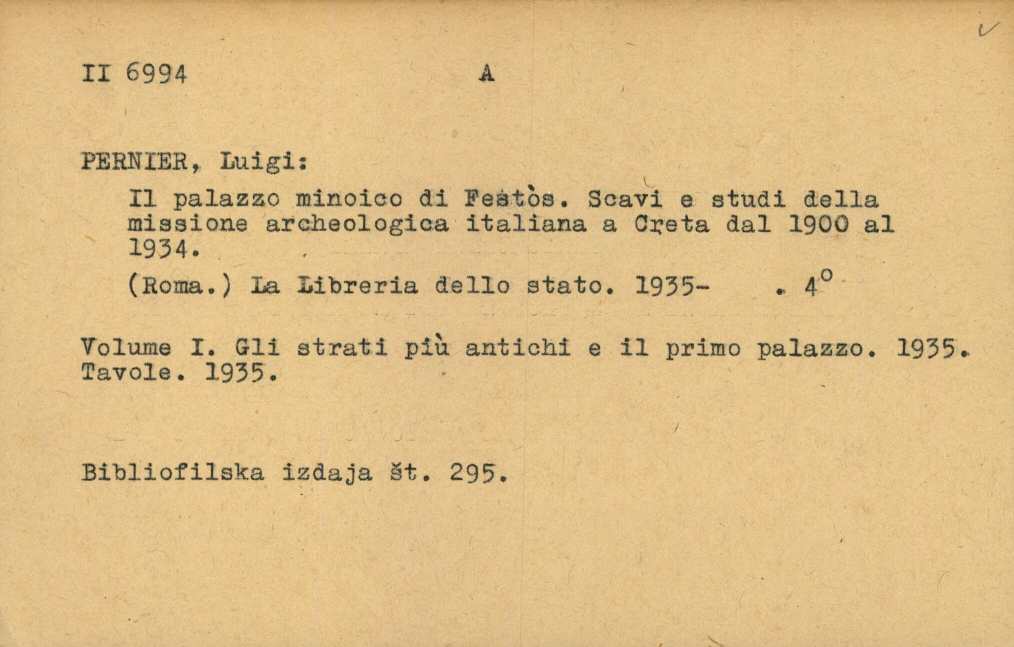 II 6994 A
PERNIER, Luigi:
Il palazzo minoico di Festòs. Scavi e studi della
missione archeologica italiana a Creta dal 1900 al
1934.
(Roma.) La Libreria dello stato. 1935- . 4º
Volume I. Gli strati più antichi e il primo palazzo. 1935.
Tavole. 1935.
Bibliofilska izdaja št. 295.